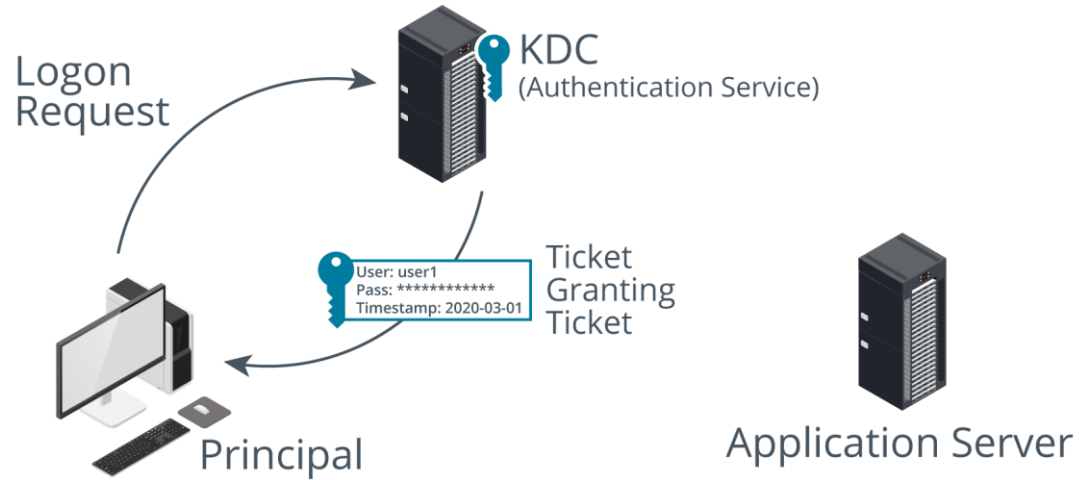 Logon
Request
KDC
(Authentication Service)
User: user1
Pass: ************
Timestamp: 2020-03-01
Ticket
Granting
Ticket
Principal
Application Server